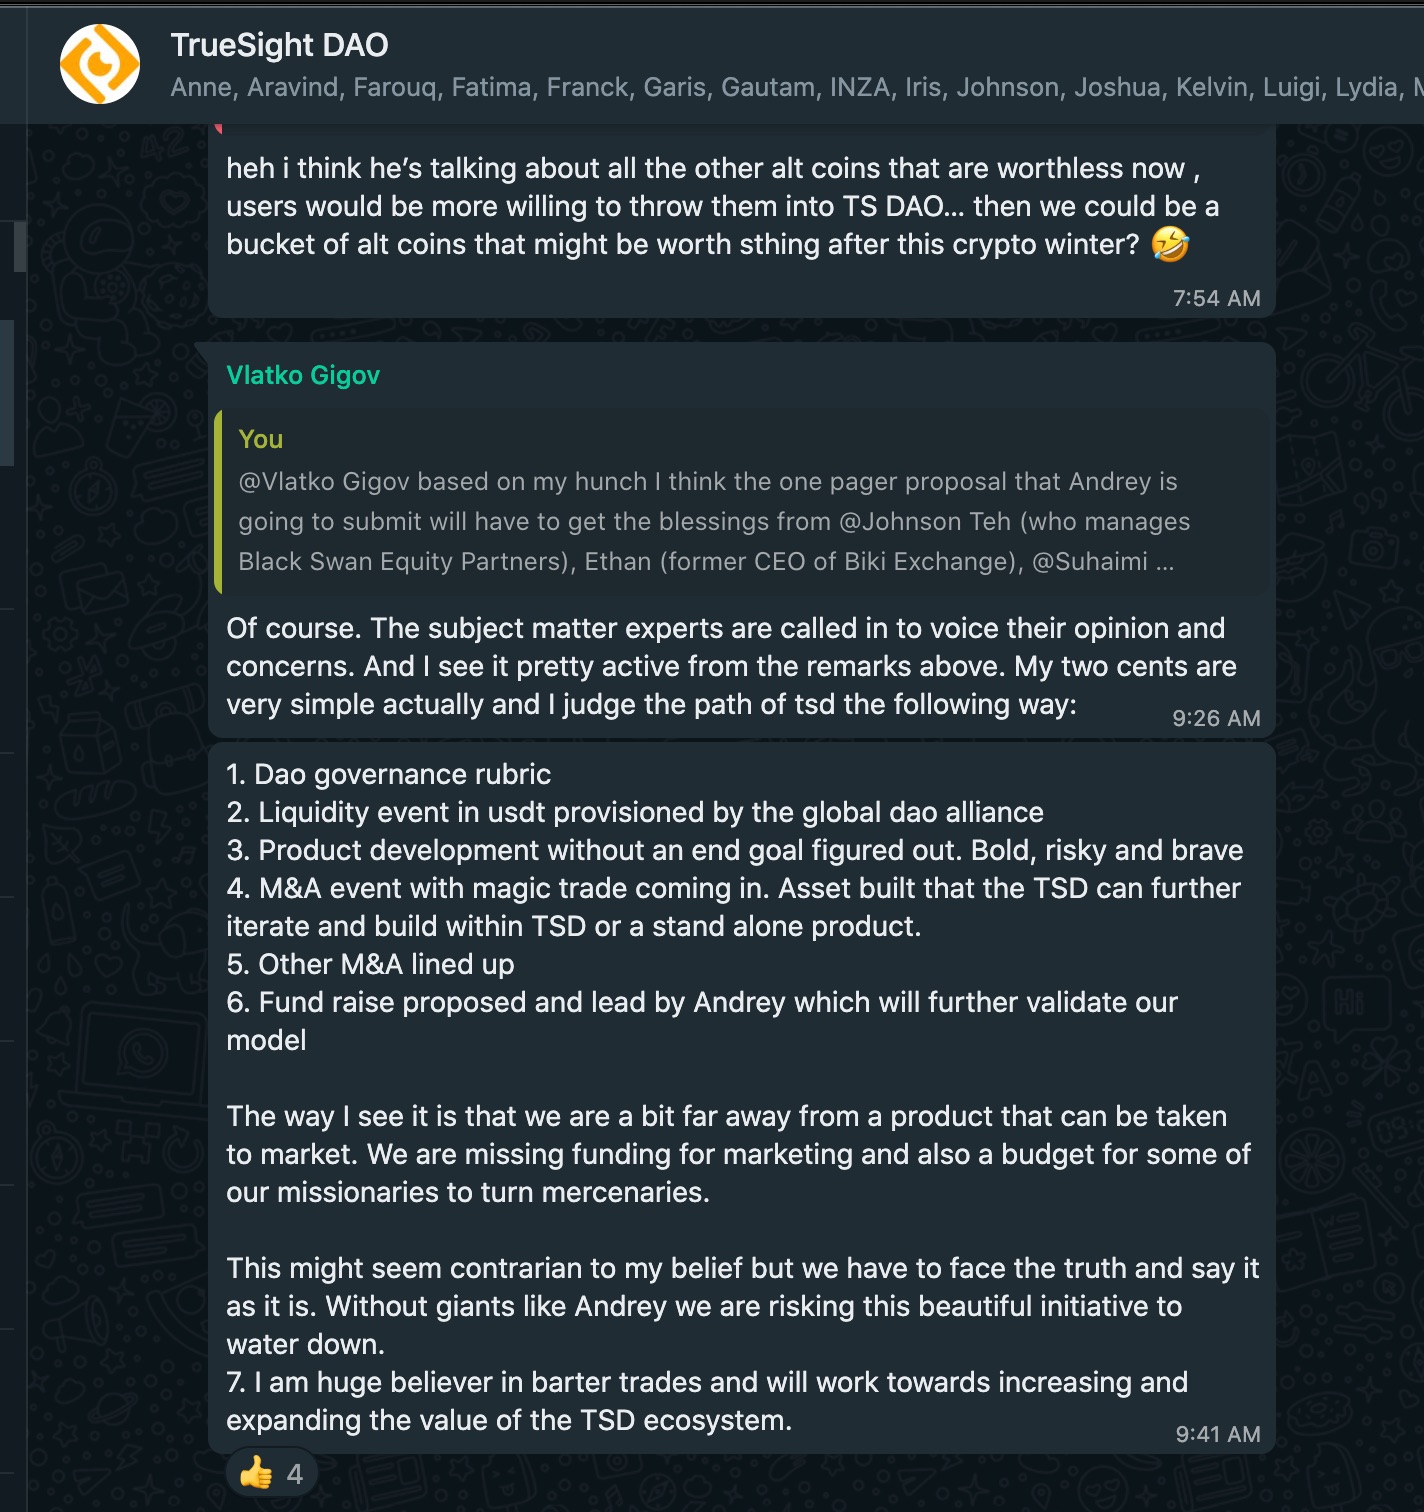 TrueSight DAO
Anne, Aravind, Farouq, Fatima, Franck, Garis, Gautam, INZA, Iris, Johnson, Joshua, Kelvin, Luigi, Lydia,
heh i think he’s talking about all the other alt coins that are worthless now ,
users would be more willing to throw them into TS DAO... then we could be a
bucket of alt coins that might be worth sthing after this crypto winter? 🤣
7:54 AM
Vlatko Gigov
You
@Vlatko Gigov based on my hunch I think the one pager proposal that Andrey is
going to submit will have to get the blessings from @Johnson Teh (who manages
Black Swan Equity Partners), Ethan (former CEO of Biki Exchange), @Suhaimi ...
Of course. The subject matter experts are called in to voice their opinion and
concerns. And I see it pretty active from the remarks above. My two cents are
very simple actually and I judge the path of tsd the following way:
9:26 AM
1. Dao governance rubric
2. Liquidity event in usdt provisioned by the global dao alliance
3. Product development without an end goal figured out. Bold, risky and brave
4. M&A event with magic trade coming in. Asset built that the TSD can further
iterate and build within TSD or a stand alone product.
5. Other M&A lined up
6. Fund raise proposed and lead by Andrey which will further validate our
model
The way I see it is that we are a bit far away from a product that can be taken
to market. We are missing funding for marketing and also a budget for some of
our missionaries to turn mercenaries.
This might seem contrarian to my belief but we have to face the truth and say it
as it is. Without giants like Andrey we are risking this beautiful initiative to
water down.
7. I am huge believer in barter trades and will work towards increasing and
expanding the value of the TSD ecosystem.
9:41 AM
👍 4